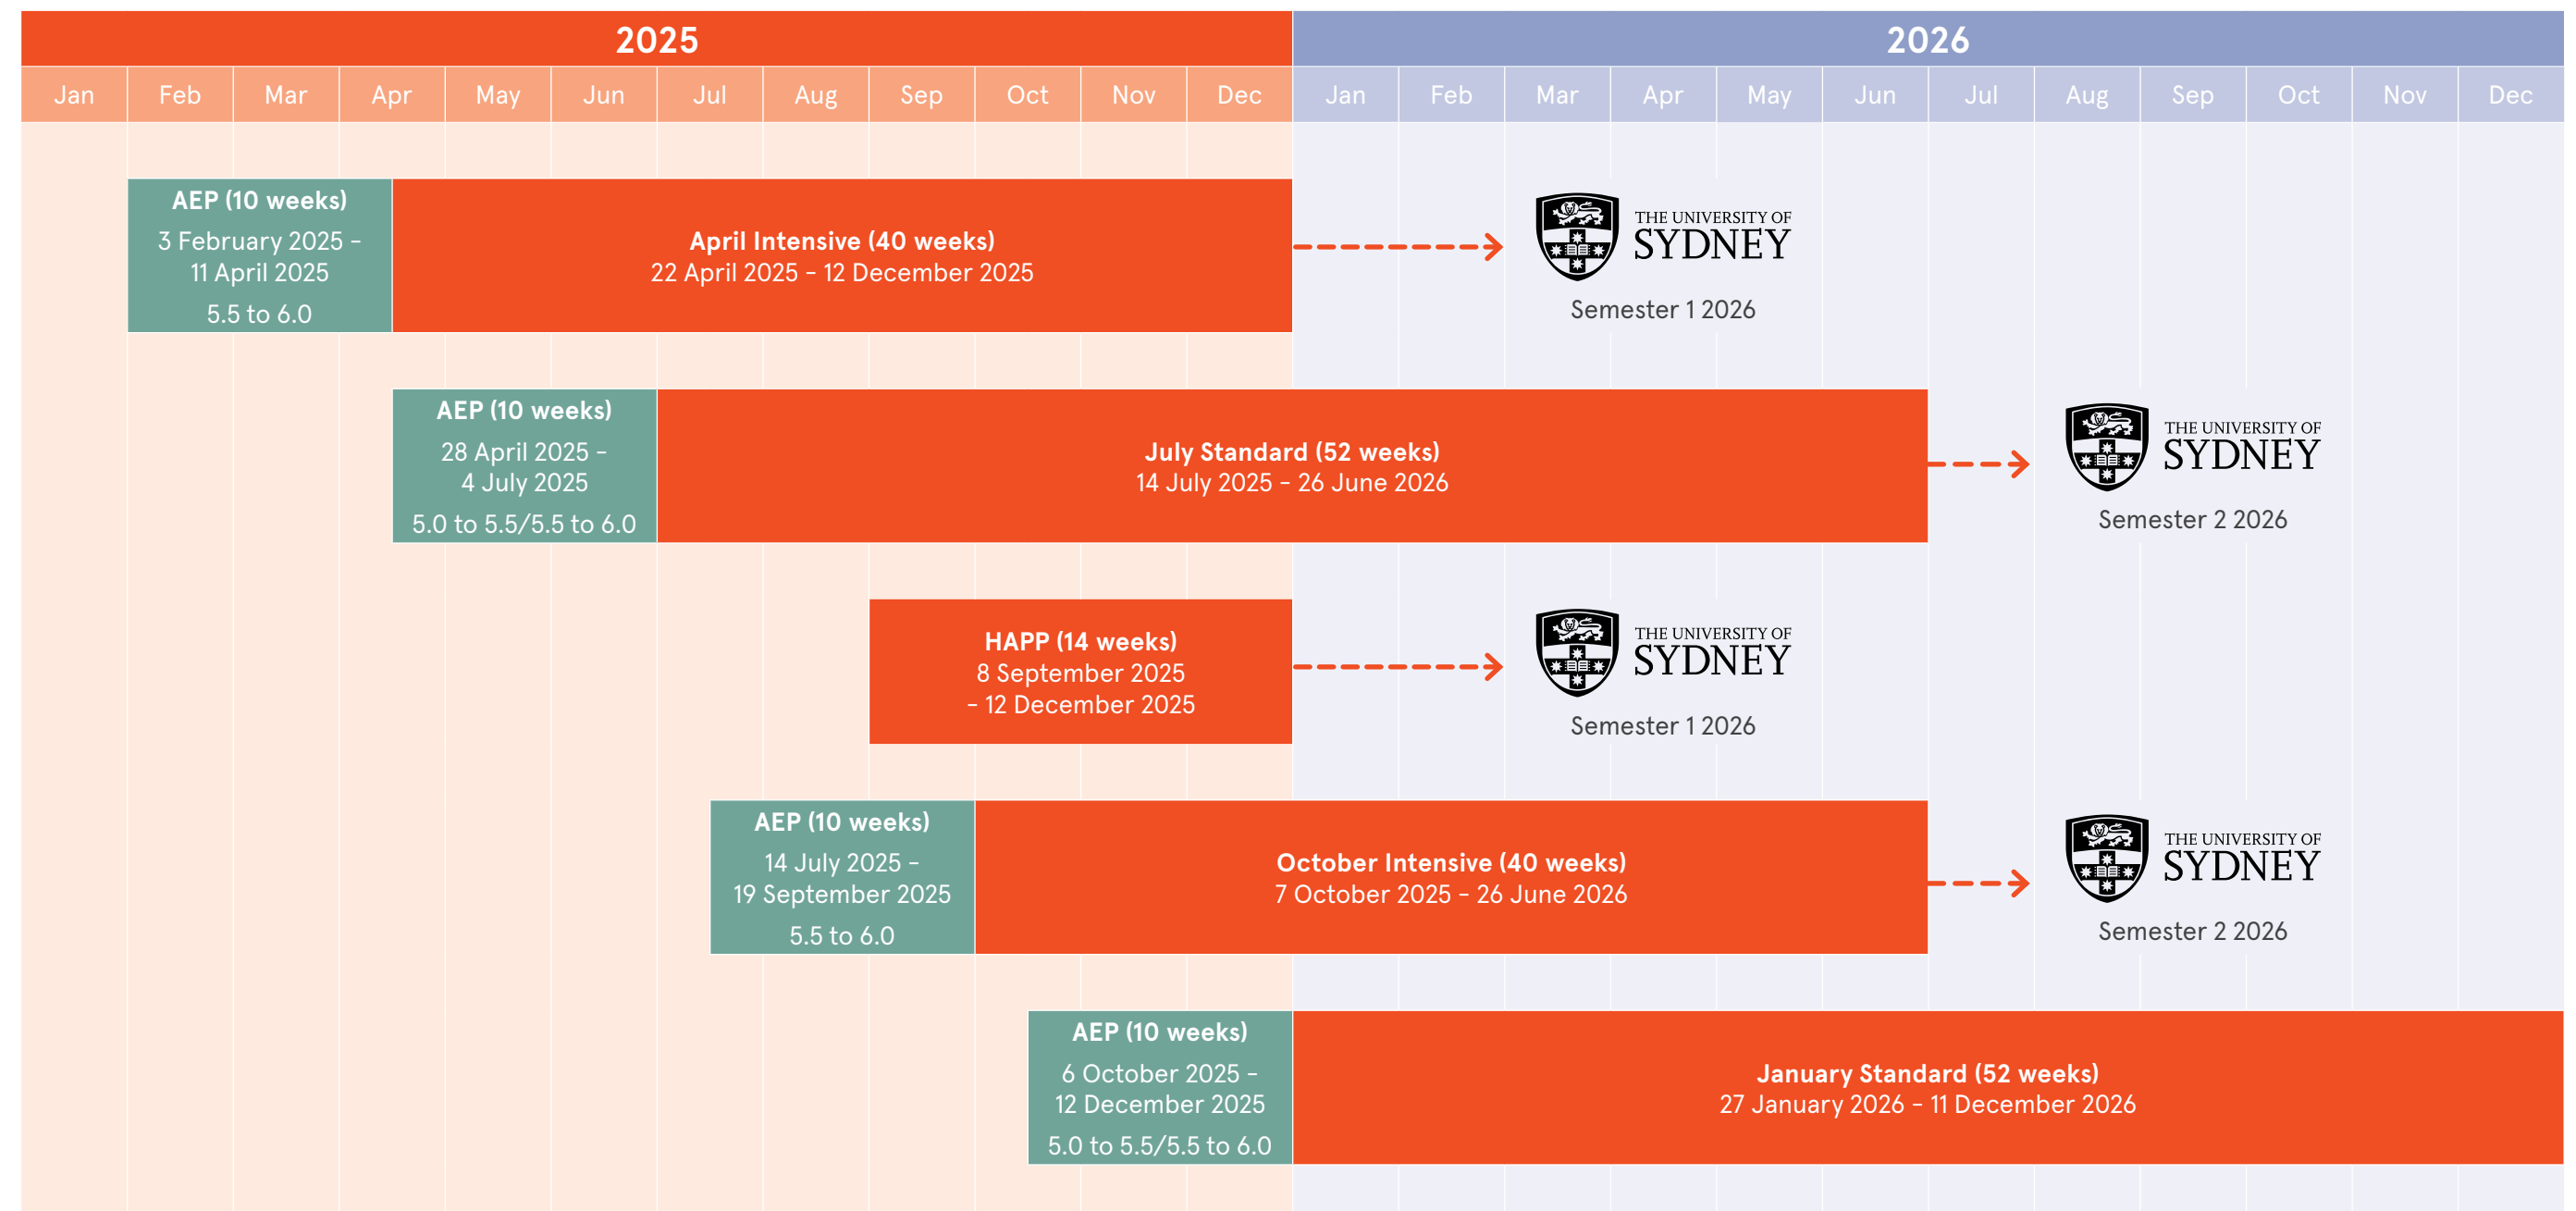 2025 2026
Jan Feb Mar Apr May Jun Jul Aug Sep Oct Nov Dec Jan Feb Mar Apr May Jun Jul Aug Sep Oct Nov Dec
AEP (10 weeks)
3 February 2025 -
11 April 2025
5.5 to 6.0
April Intensive (40 weeks)
22 April 2025 - 12 December 2025
THE UNIVERSITY OF
SYDNEY
Semester 1 2026
AEP (10 weeks)
28 April 2025 -
4 July 2025
5.0 to 5.5/5.5 to 6.0
July Standard (52 weeks)
14 July 2025 - 26 June 2026
THE UNIVERSITY OF
SYDNEY
Semester 2 2026
HAPP (14 weeks)
8 September 2025
- 12 December 2025
THE UNIVERSITY OF
SYDNEY
Semester 1 2026
AEP (10 weeks)
14 July 2025 -
19 September 2025
5.5 to 6.0
October Intensive (40 weeks)
7 October 2025 - 26 June 2026
THE UNIVERSITY OF
SYDNEY
Semester 2 2026
AEP (10 weeks)
6 October 2025 -
12 December 2025
5.0 to 5.5/5.5 to 6.0
January Standard (52 weeks)
27 January 2026 - 11 December 2026